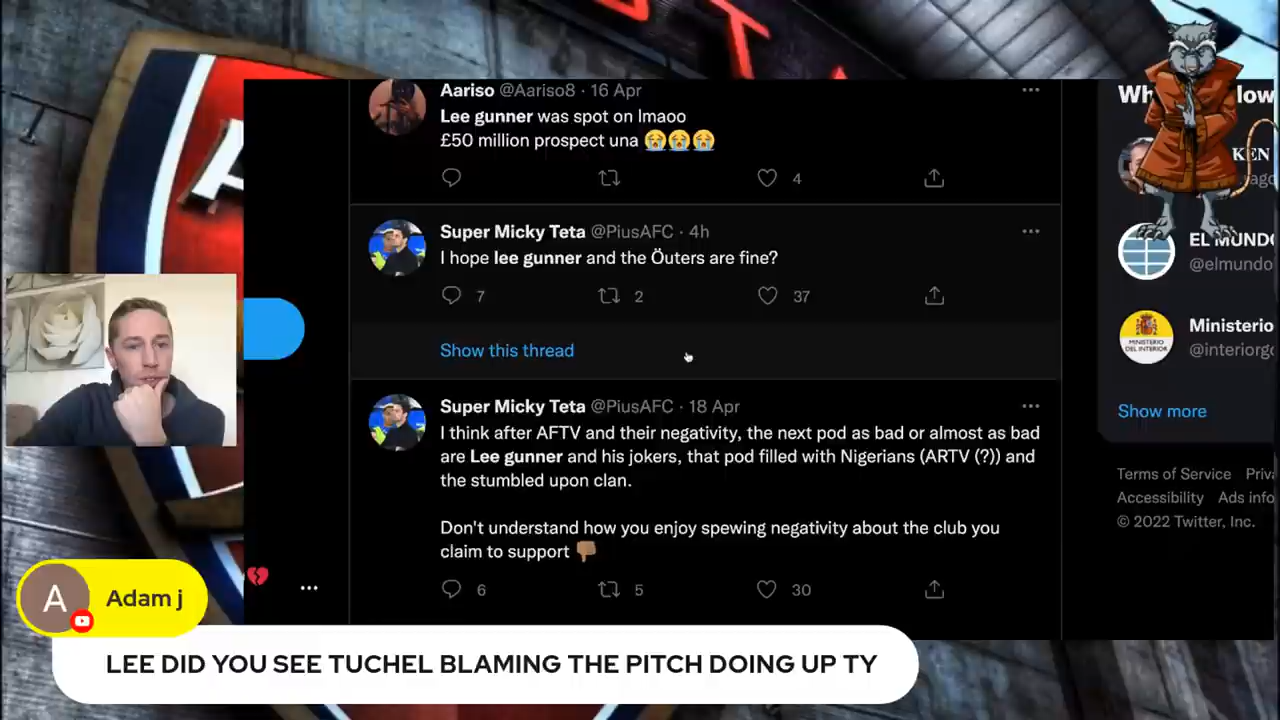 Aariso @Aariso8 · 16 Apr
Lee gunner was spot on lmaoo
£50 million prospect una 😭😭😭
4
Super Micky Teta @PiusAFC · 4h
I hope lee gunner and the Öuters are fine?
7 2 37
Show this thread
Super Micky Teta @PiusAFC · 18 Apr
I think after AFTV and their negativity, the next pod as bad or almost as bad
are Lee gunner and his jokers, that pod filled with Nigerians (ARTV (?)) and
the stumbled upon clan.
Don't understand how you enjoy spewing negativity about the club you
claim to support 👎🏽
6 5 30
KEN
EL MUNDO
@elmundo
Ministerio
@interiorgo
Show more
Terms of Service Priva
Accessibility Ads info
© 2022 Twitter, Inc.
A
Adam j
LEE DID YOU SEE TUCHEL BLAMING THE PITCH DOING UP TY